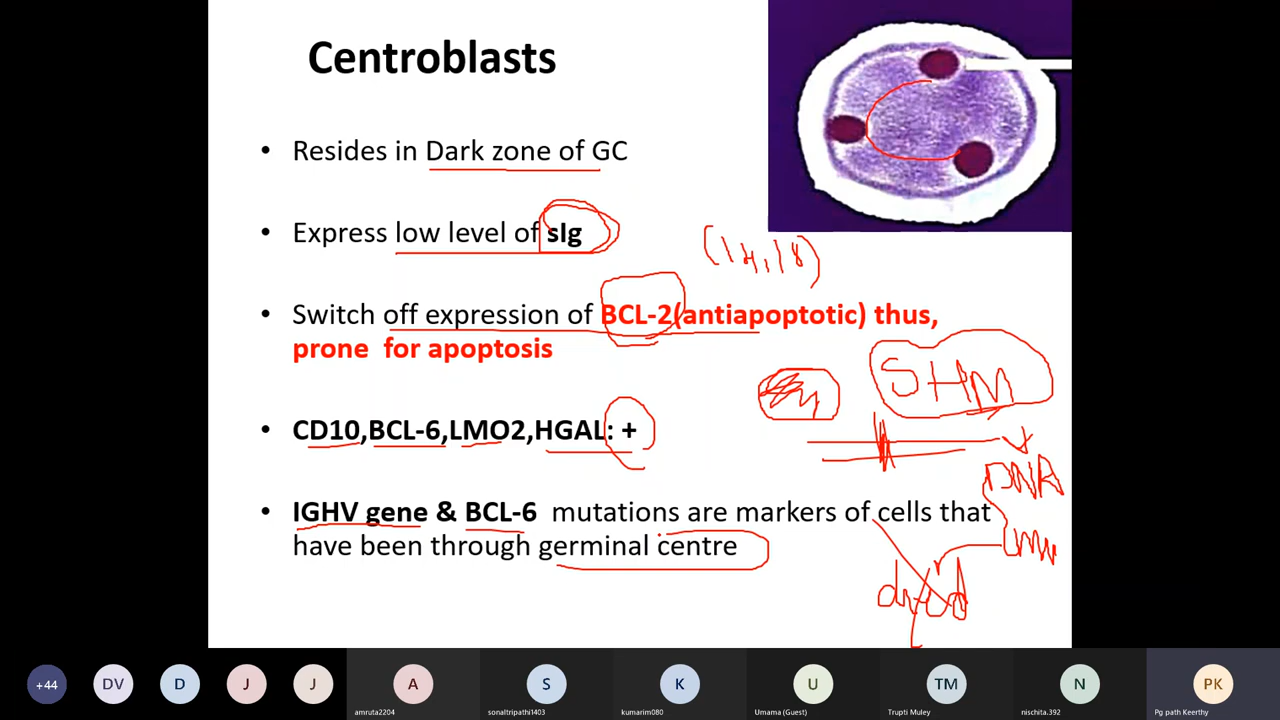 Centroblasts
• Resides in Dark zone of GC
• Express low level of sIg
(14,18)
• Switch off expression of BCL-2(antiapoptotic) thus,
prone for apoptosis
SHM
• CD10,BCL-6,LMO2,HGAL: +
DNA
• IGHV gene & BCL-6 mutations are markers of cells that
have been through germinal centre
+44
DV
D
J
J
A
S
K
U
TM
N
PK
amruta2204
sonaltripathi1403
kumarim080
Umama (Guest)
Trupti Muley
nischita.392
Pg path Keerthy